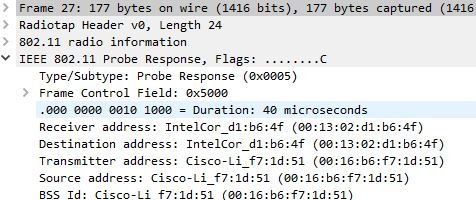 Frame 27: 177 bytes on wire (1416 bits), 177 bytes captured (1416
Radiotap Header v0, Length 24
802.11 radio information
IEEE 802.11 Probe Response, Flags: ........C
Type/Subtype: Probe Response (0x0005)
Frame Control Field: 0x5000
.000 0000 0010 1000 = Duration: 40 microseconds
Receiver address: IntelCor_d1:b6:4f (00:13:02:d1:b6:4f)
Destination address: IntelCor_d1:b6:4f (00:13:02:d1:b6:4f)
Transmitter address: Cisco-Li_f7:1d:51 (00:16:b6:f7:1d:51)
Source address: Cisco-Li_f7:1d:51 (00:16:b6:f7:1d:51)
BSS Id: Cisco-Li_f7:1d:51 (00:16:b6:f7:1d:51)